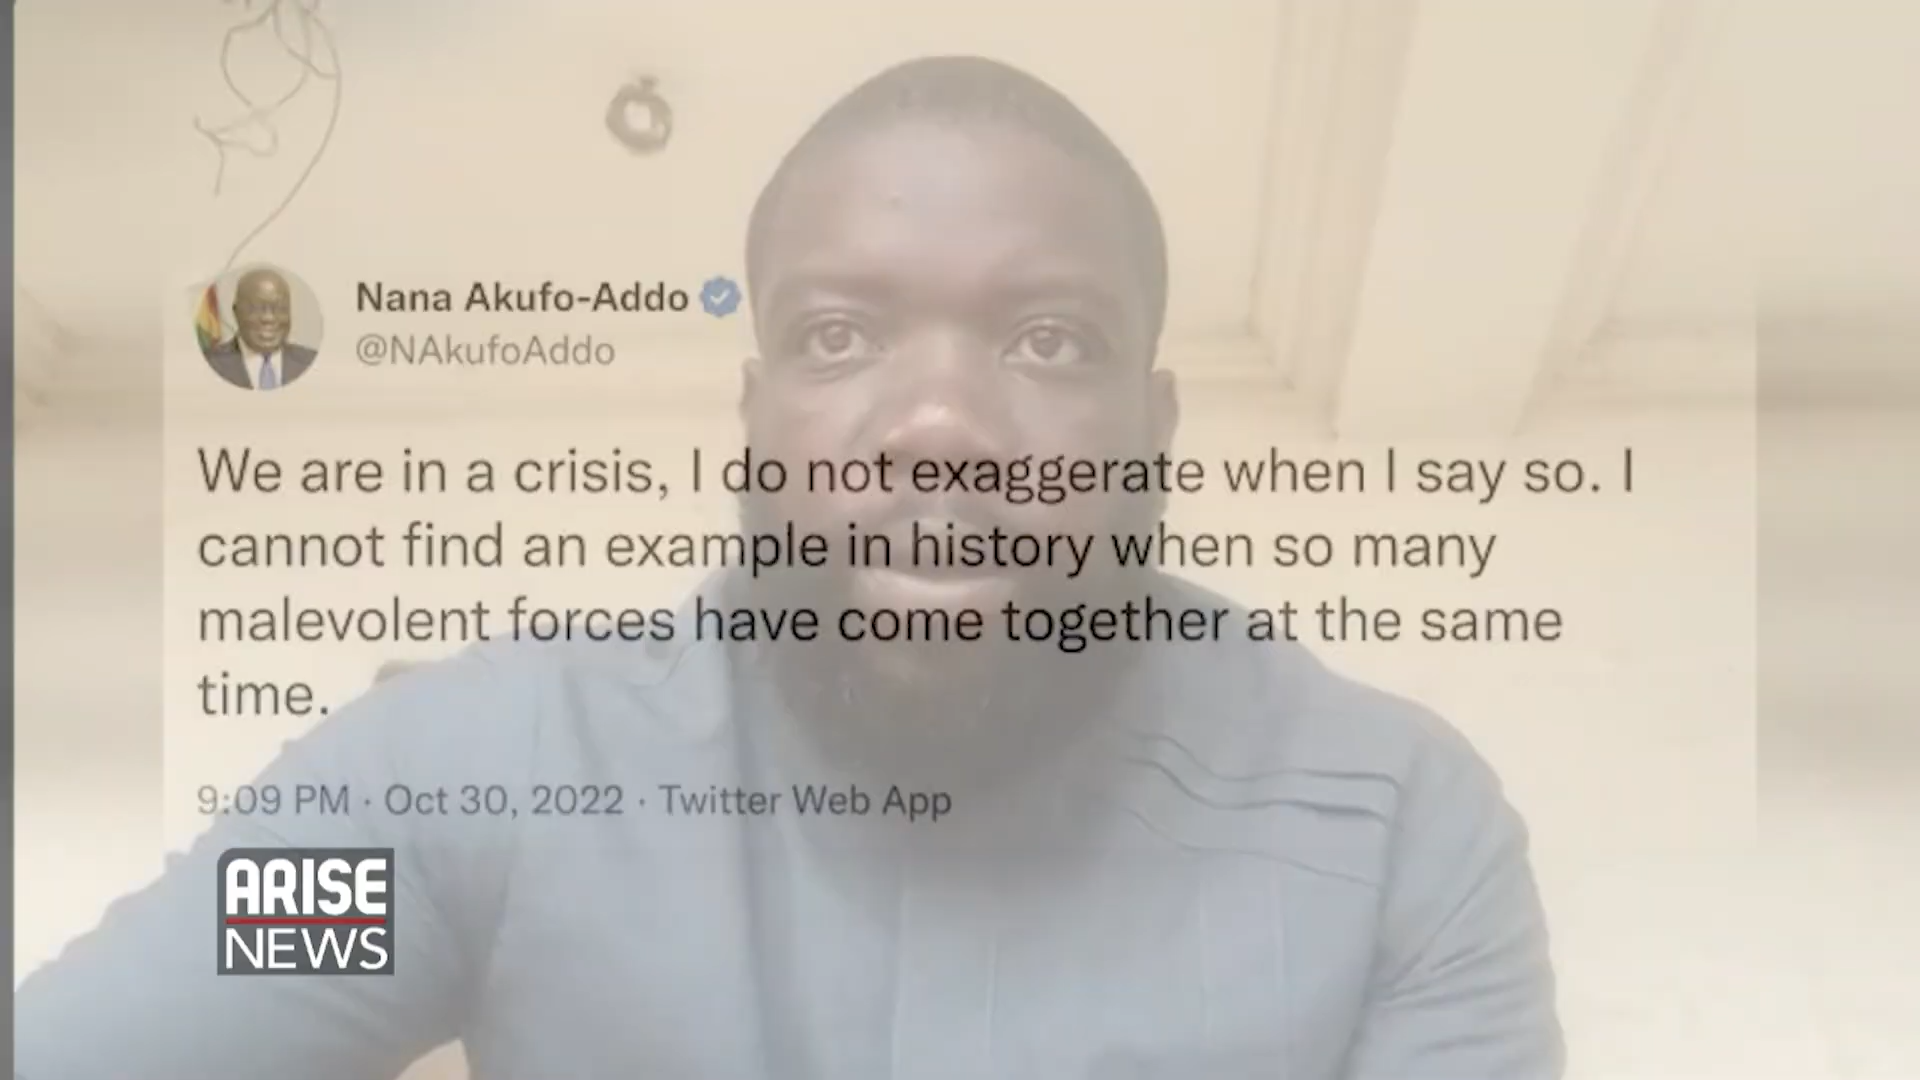 Nana Akufo-Addo
@NAkufoAddo
We are in a crisis, I do not exaggerate when I say so. I
cannot find an example in history when so many
malevolent forces have come together at the same
time.
9:09 PM · Oct 30, 2022 · Twitter Web App
ARISE
NEWS